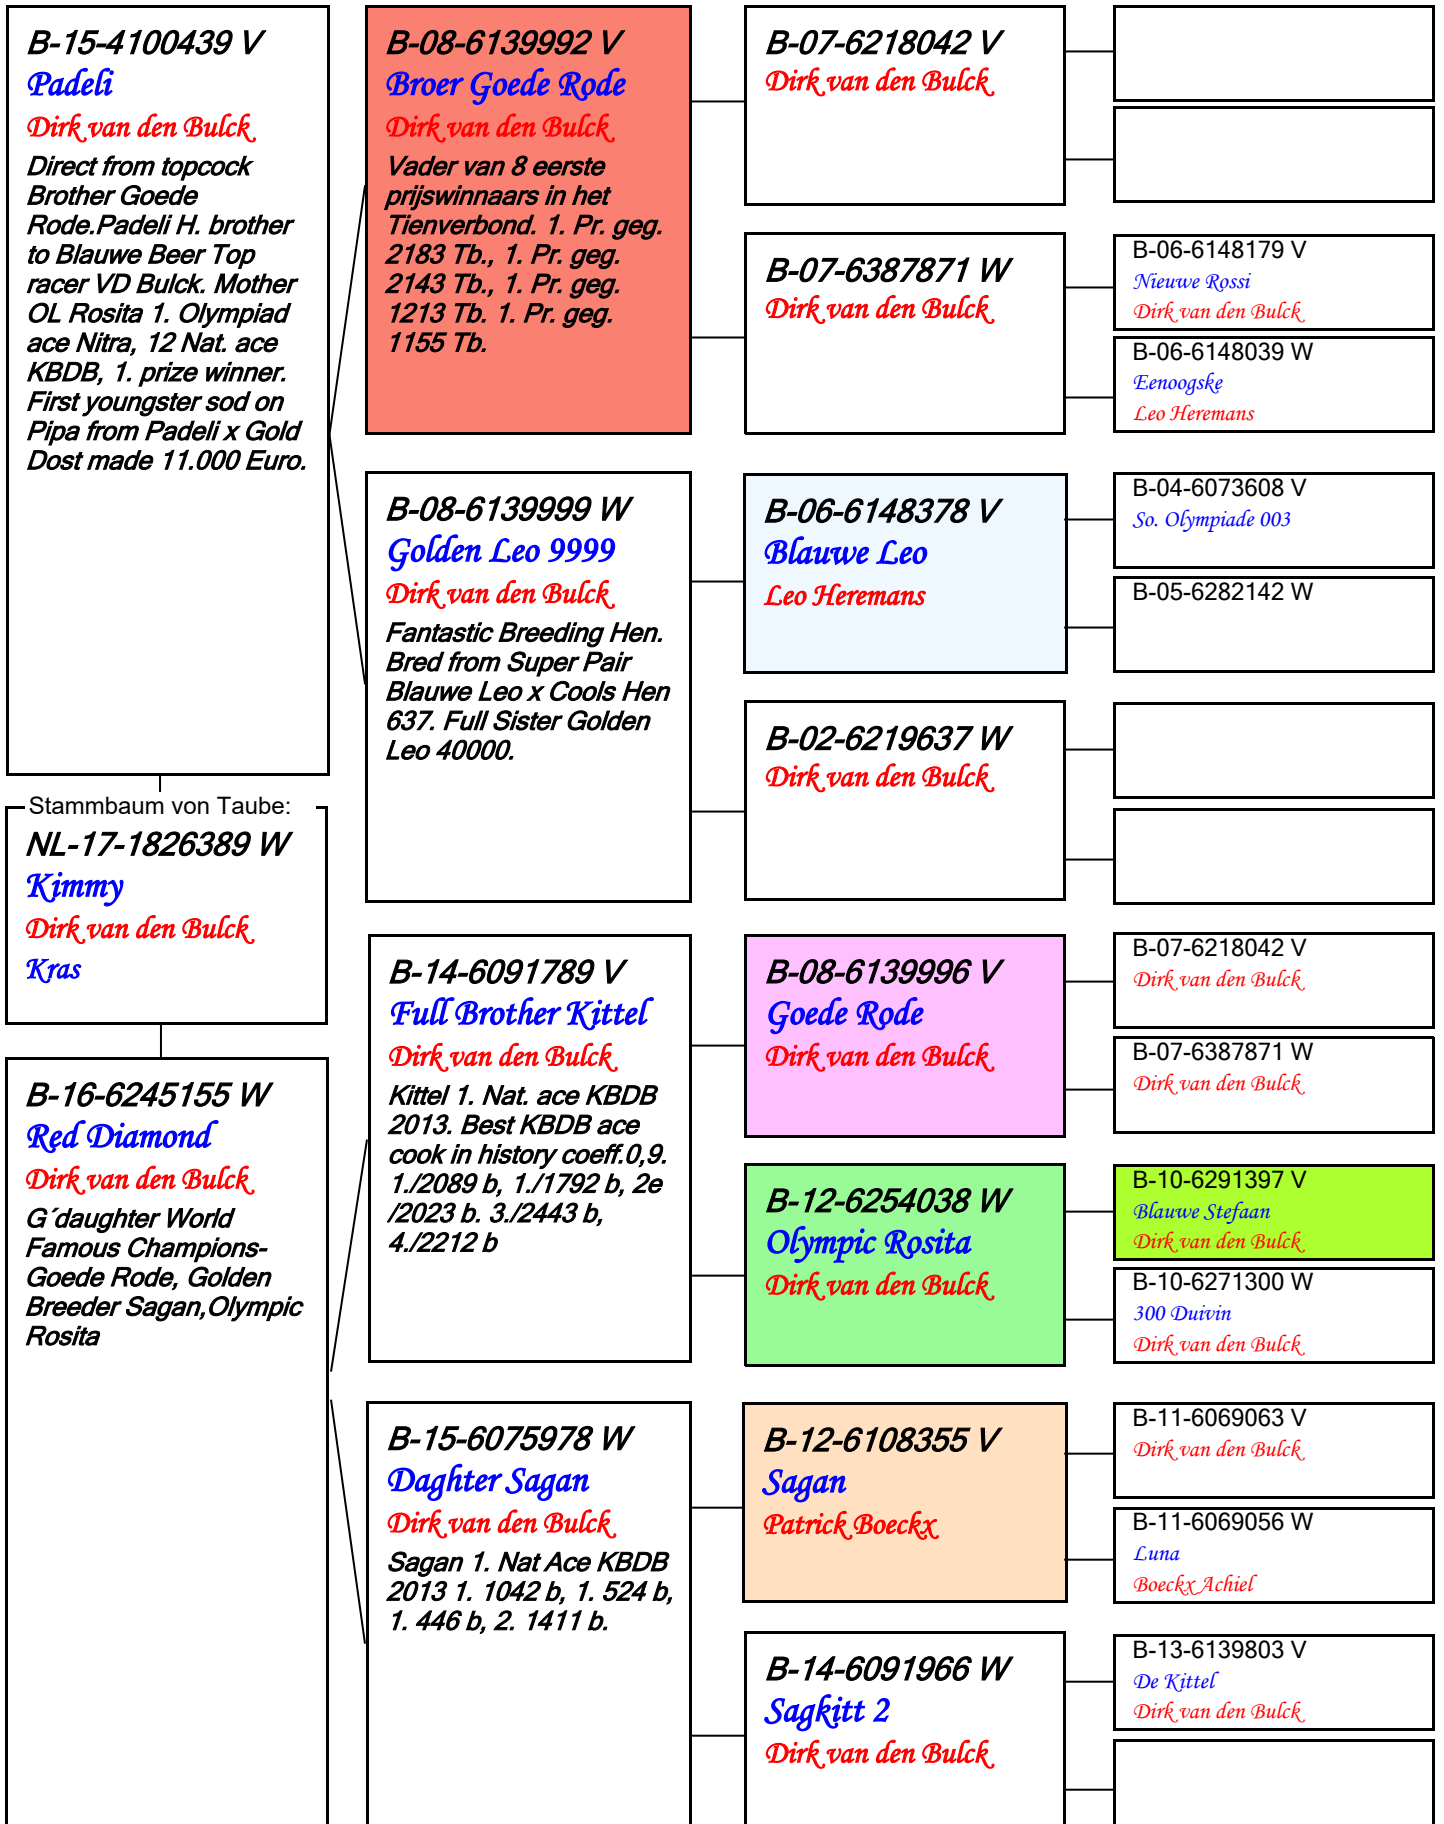 B-15-4100439 V
Padeli
Dirk van den Bulck
Direct from topcock
Brother Goede
Rode.Padeli H. brother
to Blauwe Beer Top
racer VD Bulck. Mother
OL Rosita 1. Olympiad
ace Nitra, 12 Nat. ace
KBDB, 1. prize winner.
First youngster sod on
Pipa from Padeli x Gold
Dost made 11.000 Euro.
Stammbaum von Taube:
NL-17-1826389 W
Kimmy
Dirk van den Bulck
Kras
B-16-6245155 W
Red Diamond
Dirk van den Bulck
G´daughter World
Famous Champions-
Goede Rode, Golden
Breeder Sagan,Olympic
Rosita
B-08-6139992 V
Broer Goede Rode
Dirk van den Bulck
Vader van 8 eerste
prijswinnaars in het
Tienverbond. 1. Pr. geg.
2183 Tb., 1. Pr. geg.
2143 Tb., 1. Pr. geg.
1213 Tb. 1. Pr. geg.
1155 Tb.
B-08-6139999 W
Golden Leo 9999
Dirk van den Bulck
Fantastic Breeding Hen.
Bred from Super Pair
Blauwe Leo x Cools Hen
637. Full Sister Golden
Leo 40000.
B-14-6091789 V
Full Brother Kittel
Dirk van den Bulck
Kittel 1. Nat. ace KBDB
2013. Best KBDB ace
cook in history coeff.0,9.
1./2089 b, 1./1792 b, 2e
/2023 b. 3./2443 b,
4./2212 b
B-15-6075978 W
Daghter Sagan
Dirk van den Bulck
Sagan 1. Nat Ace KBDB
2013 1. 1042 b, 1. 524 b,
1. 446 b, 2. 1411 b.
B-07-6218042 V
Dirk van den Bulck
B-07-6387871 W
Dirk van den Bulck
B-06-6148378 V
Blauwe Leo
Leo Heremans
B-02-6219637 W
Dirk van den Bulck
B-08-6139996 V
Goede Rode
Dirk van den Bulck
B-12-6254038 W
Olympic Rosita
Dirk van den Bulck
B-12-6108355 V
Sagan
Patrick Boeckx
B-14-6091966 W
Sagkitt 2
Dirk van den Bulck
B-06-6148179 V
Nieuwe Rossi
Dirk van den Bulck
B-06-6148039 W
Eenoogske
Leo Heremans
B-04-6073608 V
So. Olympiade 003
B-05-6282142 W
B-07-6218042 V
Dirk van den Bulck
B-07-6387871 W
Dirk van den Bulck
B-10-6291397 V
Blauwe Stefaan
Dirk van den Bulck
B-10-6271300 W
300 Duivin
Dirk van den Bulck
B-11-6069063 V
Dirk van den Bulck
B-11-6069056 W
Luna
Boeckx Achiel
B-13-6139803 V
De Kittel
Dirk van den Bulck